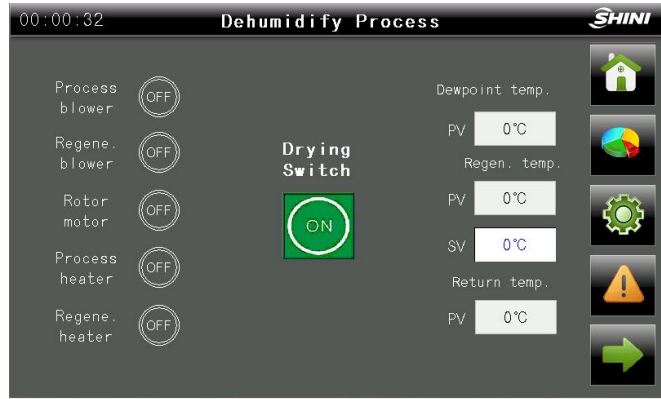 00:00:32
Dehumidify Process
SHINI
Process
blower
OFF
Regene.
blower
OFF
Rotor
motor
OFF
Process
heater
OFF
Regene.
heater
OFF
Drying
Switch
ON
Dewpoint temp.
PV 0℃
Regen. temp.
PV 0℃
SV 0℃
Return temp.
PV 0℃